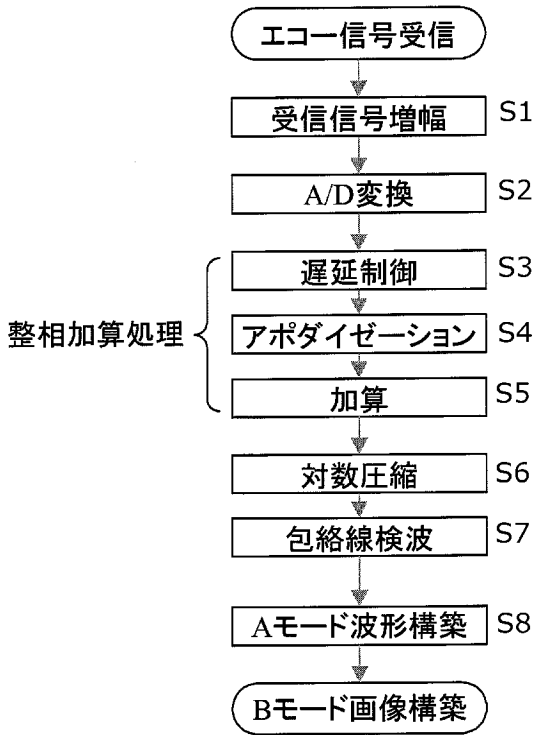 エコー信号受信
受信信号増幅 S1
A/D変換 S2
遅延制御 S3
整相加算処理
アポダイゼーション S4
加算 S5
対数圧縮 S6
包絡線検波 S7
Aモード波形構築 S8
Bモード画像構築